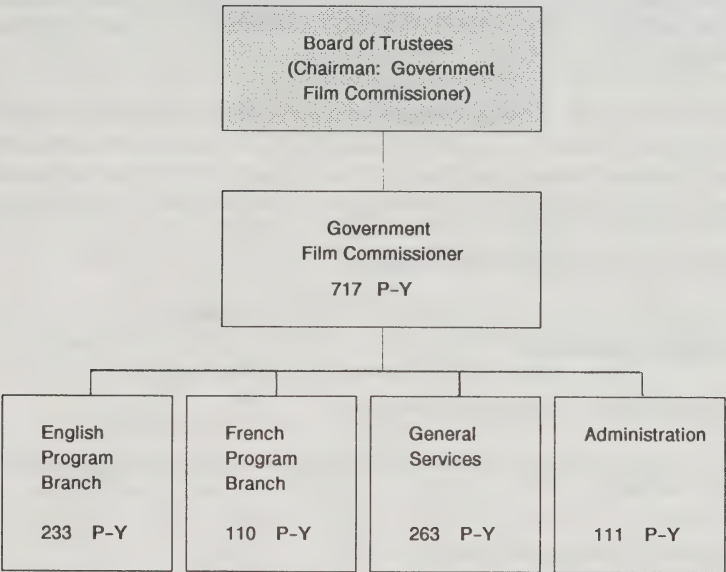 Board of Trustees
(Chairman: Government
Film Commissioner)
Government
Film Commissioner
717 P-Y
English
Program
Branch
233 P-Y
French
Program
Branch
110 P-Y
General
Services
263 P-Y
Administration
111 P-Y